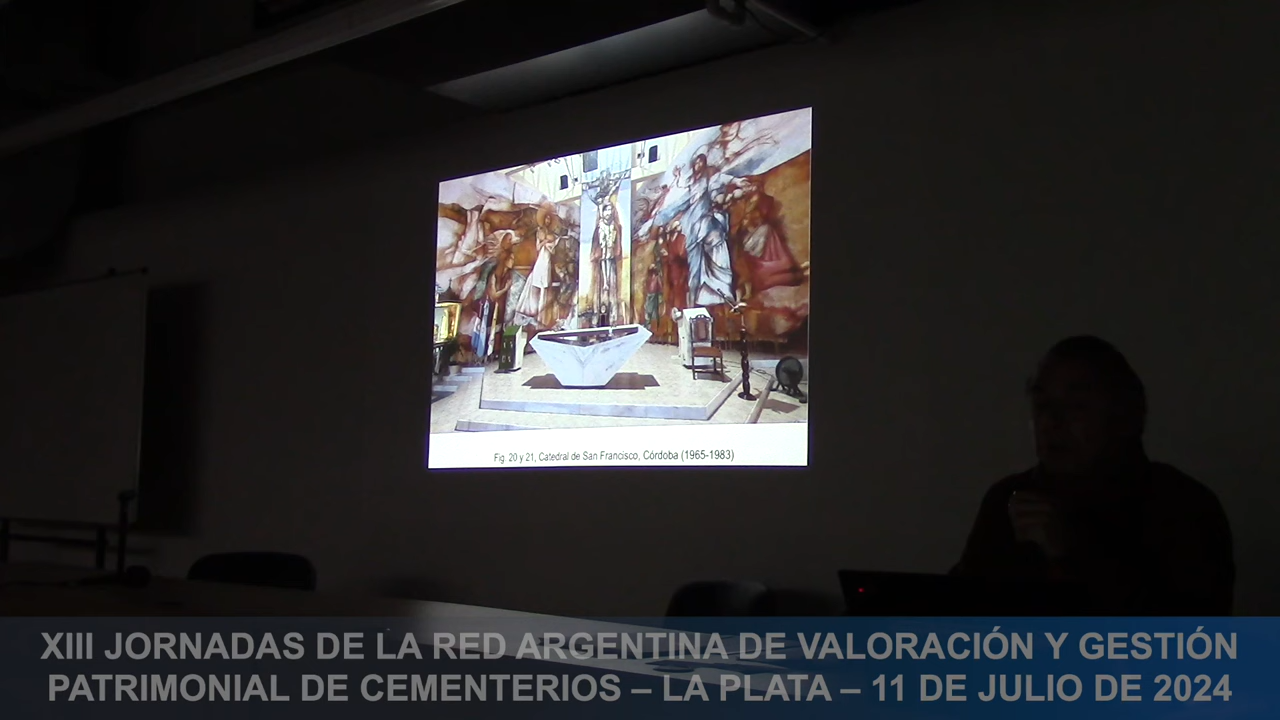 Fig. 20 y 21, Catedral de San Francisco, Córdoba (1965-1983)
XIII JORNADAS DE LA RED ARGENTINA DE VALORACIÓN Y GESTIÓN
PATRIMONIAL DE CEMENTERIOS – LA PLATA – 11 DE JULIO DE 2024